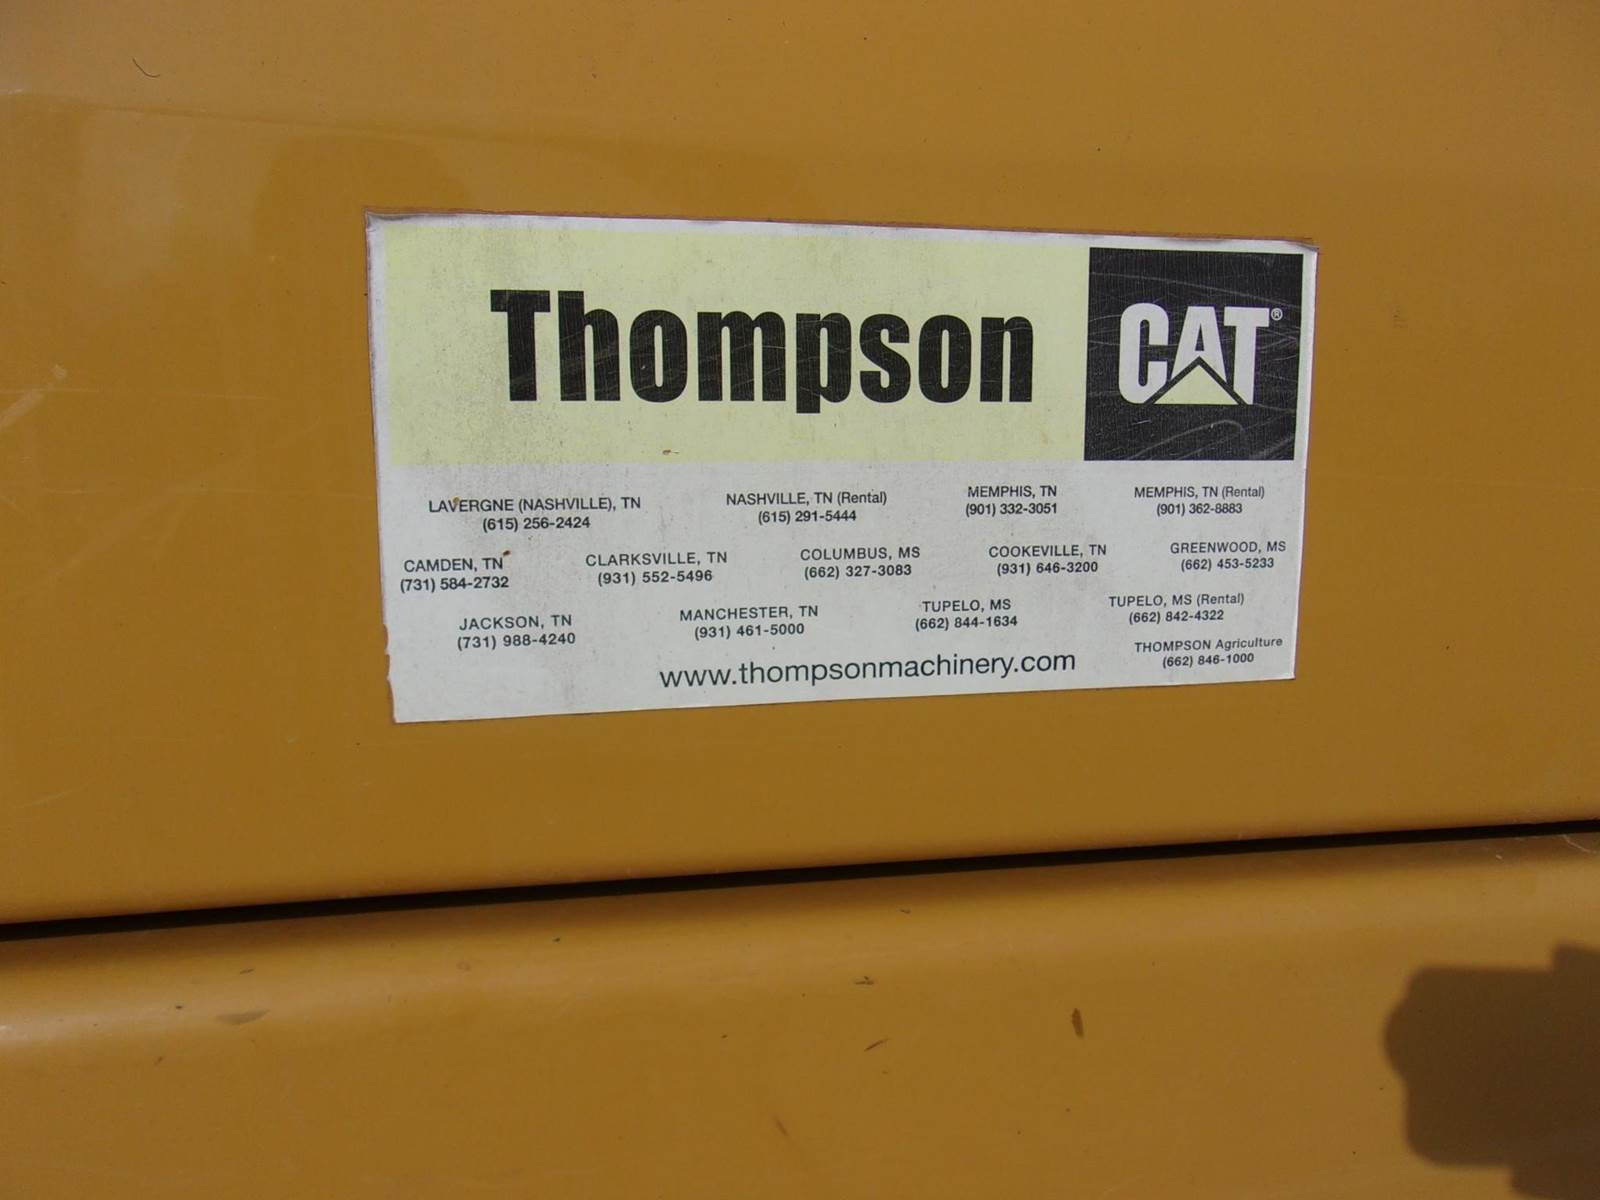 Thompson CAT®
LAVERGNE (NASHVILLE), TN
(615) 256-2424
NASHVILLE, TN (Rental)
(615) 291-5444
MEMPHIS, TN
(901) 332-3051
MEMPHIS, TN (Rental)
(901) 362-8883
CAMDEN, TN
(731) 584-2732
CLARKSVILLE, TN
(931) 552-5496
COLUMBUS, MS
(662) 327-3083
COOKEVILLE, TN
(931) 646-3200
GREENWOOD, MS
(662) 453-5233
JACKSON, TN
(731) 988-4240
MANCHESTER, TN
(931) 461-5000
TUPELO, MS
(662) 844-1634
TUPELO, MS (Rental)
(662) 842-4322
THOMPSON Agriculture
(662) 846-1000
www.thompsonmachinery.com